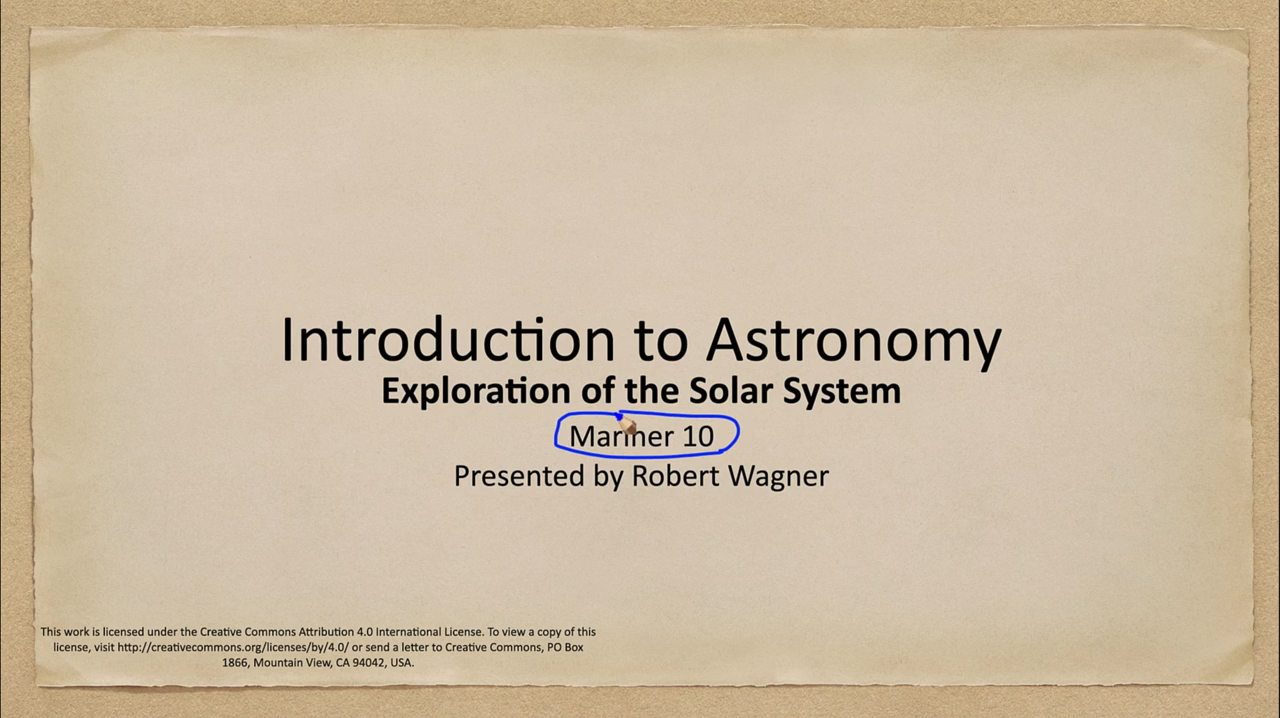 Introduction to Astronomy
Exploration of the Solar System
Mariner 10
Presented by Robert Wagner
This work is licensed under the Creative Commons Attribution 4.0 International License. To view a copy of this
license, visit http://creativecommons.org/licenses/by/4.0/ or send a letter to Creative Commons, PO Box
1866, Mountain View, CA 94042, USA.